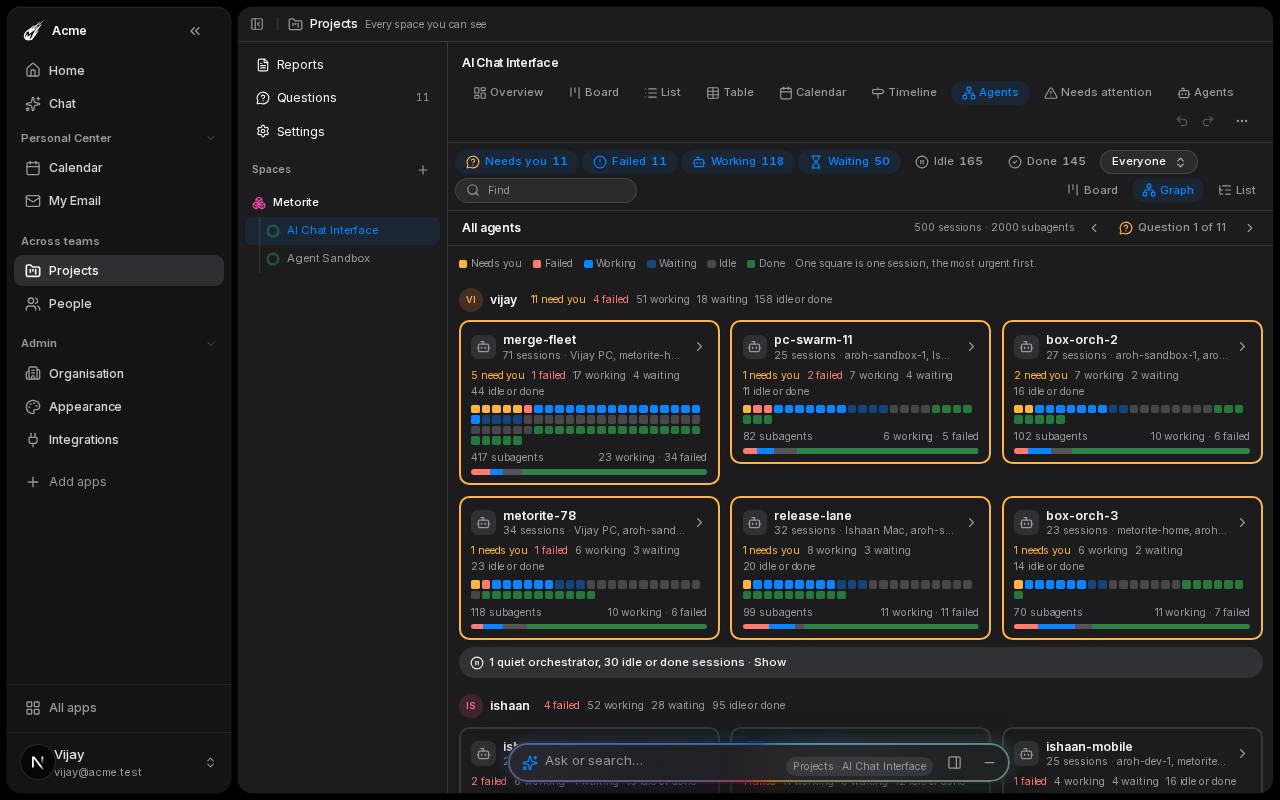 Acme
Home
Chat
Personal Center
Calendar
My Email
Across teams
Projects
People
Admin
Organisation
Appearance
Integrations
Add apps
All apps
Vijay
vijay@acme.test
Projects Every space you can see
Reports
Questions 11
Settings
Spaces
Metorite
AI Chat Interface
Agent Sandbox
AI Chat Interface
Overview Board List Table Calendar Timeline Agents Needs attention Agents
Needs you 11 Failed 11 Working 118 Waiting 50 Idle 165 Done 145 Everyone
Find Board Graph List
All agents 500 sessions · 2000 subagents Question 1 of 11
Needs you Failed Working Waiting Idle Done One square is one session, the most urgent first.
VI vijay 11 need you 4 failed 51 working 18 waiting 158 idle or done
merge-fleet
71 sessions · Vijay PC, metorite-h...
5 need you 1 failed 17 working 4 waiting
44 idle or done
417 subagents 23 working · 34 failed
pc-swarm-11
25 sessions · aroh-sandbox-1, Is...
1 needs you 2 failed 7 working 4 waiting
11 idle or done
82 subagents 6 working · 5 failed
box-orch-2
27 sessions · aroh-sandbox-1, aro...
2 need you 7 working 2 waiting
16 idle or done
102 subagents 10 working · 6 failed
metorite-78
34 sessions · Vijay PC, aroh-sand...
1 needs you 1 failed 6 working 3 waiting
23 idle or done
118 subagents 10 working · 6 failed
release-lane
32 sessions · Ishaan Mac, aroh-s...
1 needs you 8 working 3 waiting
20 idle or done
99 subagents 11 working · 11 failed
box-orch-3
23 sessions · metorite-home, aroh...
1 needs you 6 working 2 waiting
14 idle or done
70 subagents 11 working · 7 failed
1 quiet orchestrator, 30 idle or done sessions · Show
IS ishaan 4 failed 52 working 28 waiting 95 idle or done
2 failed
ishaan-mobile
25 sessions · aroh-dev-1, metorite...
1 failed 4 working 4 waiting 16 idle or done
Ask or search...
Projects · AI Chat Interface